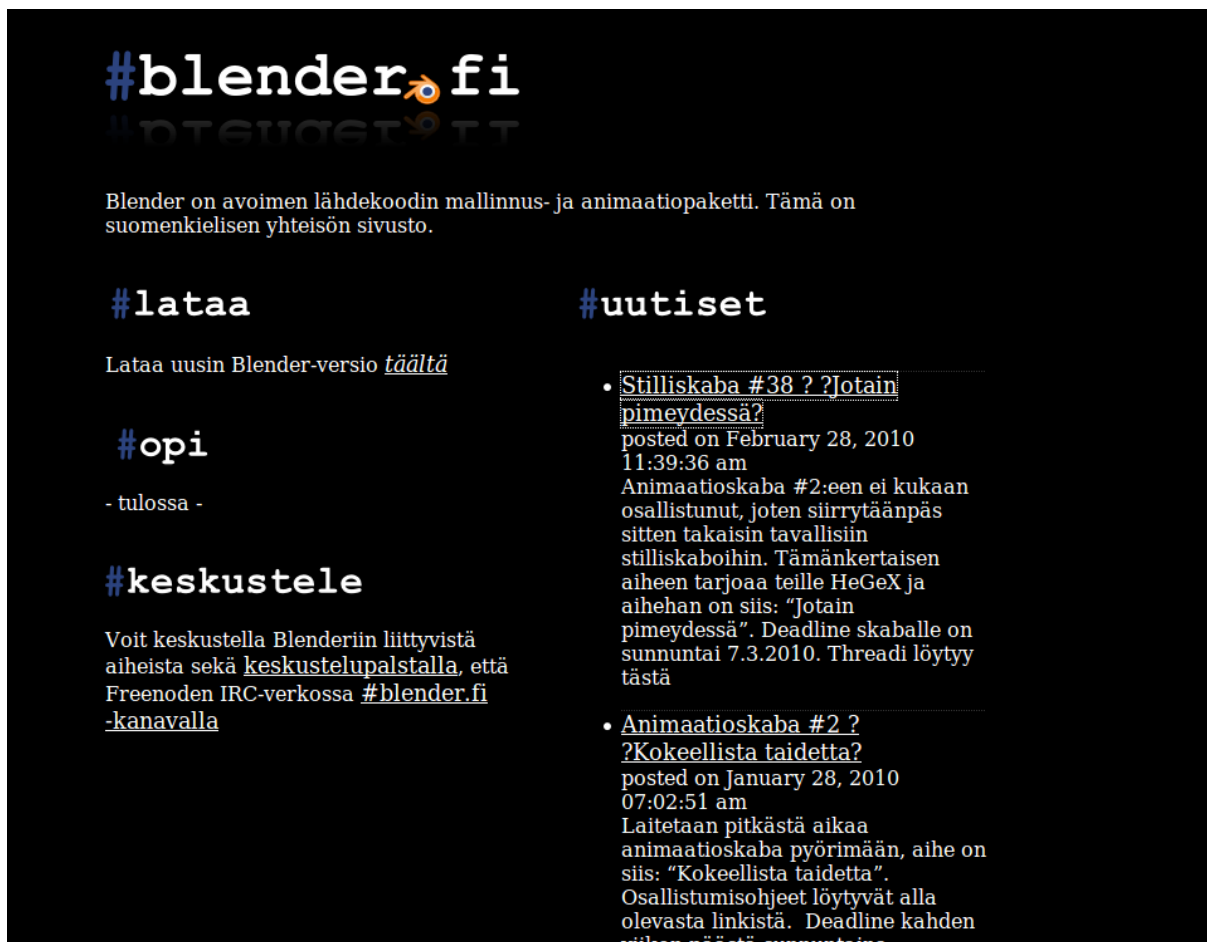 #blender.fi
Blender on avoimen lähdekoodin mallinnus- ja animaatiopaketti. Tämä on
suomenkielisen yhteisön sivusto.
#lataa
Lataa uusin Blender-versio täältä
#opi
- tulossa -
#keskustele
Voit keskustella Blenderiin liittyvistä
aiheista sekä keskustelupalstalla, että
Freenoden IRC-verkossa #blender.fi
-kanavalla
#uutiset
• Stilliskaba #38 ? ?Jotain
pimeydessä?
posted on February 28, 2010
11:39:36 am
Animaatioskaba #2:een ei kukaan
osallistunut, joten siirrytäänpäs
sitten takaisin tavallisiin
stilliskaboihin. Tämänkertaisen
aiheen tarjoaa teille HeGeX ja
aihehan on siis: “Jotain
pimeydessä”. Deadline skaballe on
sunnuntai 7.3.2010. Threadi löytyy
tästä
• Animaatioskaba #2 ?
?Kokeellista taidetta?
posted on January 28, 2010
07:02:51 am
Laitetaan pitkästä aikaa
animaatioskaba pyörimään, aihe on
siis: “Kokeellista taidetta”.
Osallistumisohjeet löytyvät alla
olevasta linkistä. Deadline kahden